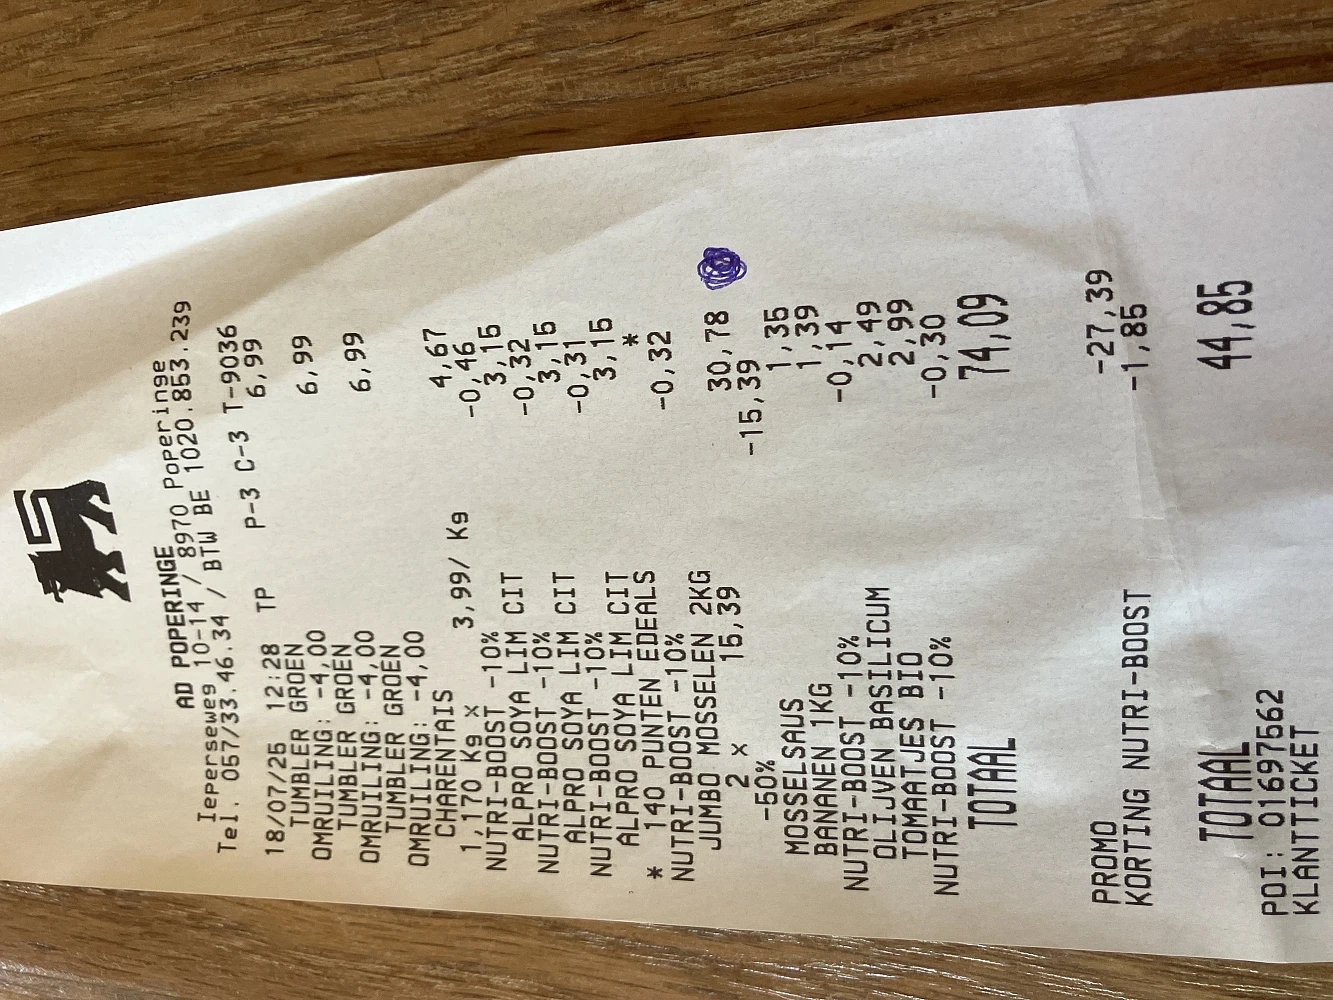 AD POPERINGE
Ieperseweg 10-14 / 8970 Poperinge
Tel. 057/33.46.34 / BTW BE 1020.853.239
18/07/25 12:28 TP P-3 C-3 T-9036
TUMBLER GROEN 6,99
OMRUILING: -4,00
TUMBLER GROEN 6,99
OMRUILING: -4,00
TUMBLER GROEN 6,99
OMRUILING: -4,00
CHARENTAIS
1,170 Kg x 3,99/ Kg 4,67
NUTRI-BOOST -10% -0,46
ALPRO SOYA LIM CIT 3,15
NUTRI-BOOST -10% -0,32
ALPRO SOYA LIM CIT 3,15
NUTRI-BOOST -10% -0,31
ALPRO SOYA LIM CIT 3,15
* 140 PUNTEN EDEALS *
NUTRI-BOOST -10% -0,32
JUMBO MOSSELEN 2KG
2 x 15,39 30,78
-50% -15,39
MOSSELSAUS 1,35
BANANEN 1KG 1,39
NUTRI-BOOST -10% -0,14
OLIJVEN BASILICUM 2,49
TOMAATJES BIO 2,99
NUTRI-BOOST -10% -0,30
TOTAAL 74,09
PROMO -27,39
KORTING NUTRI-BOOST -1,85
TOTAAL 44,85
POI: 01697562
KLANTTICKET